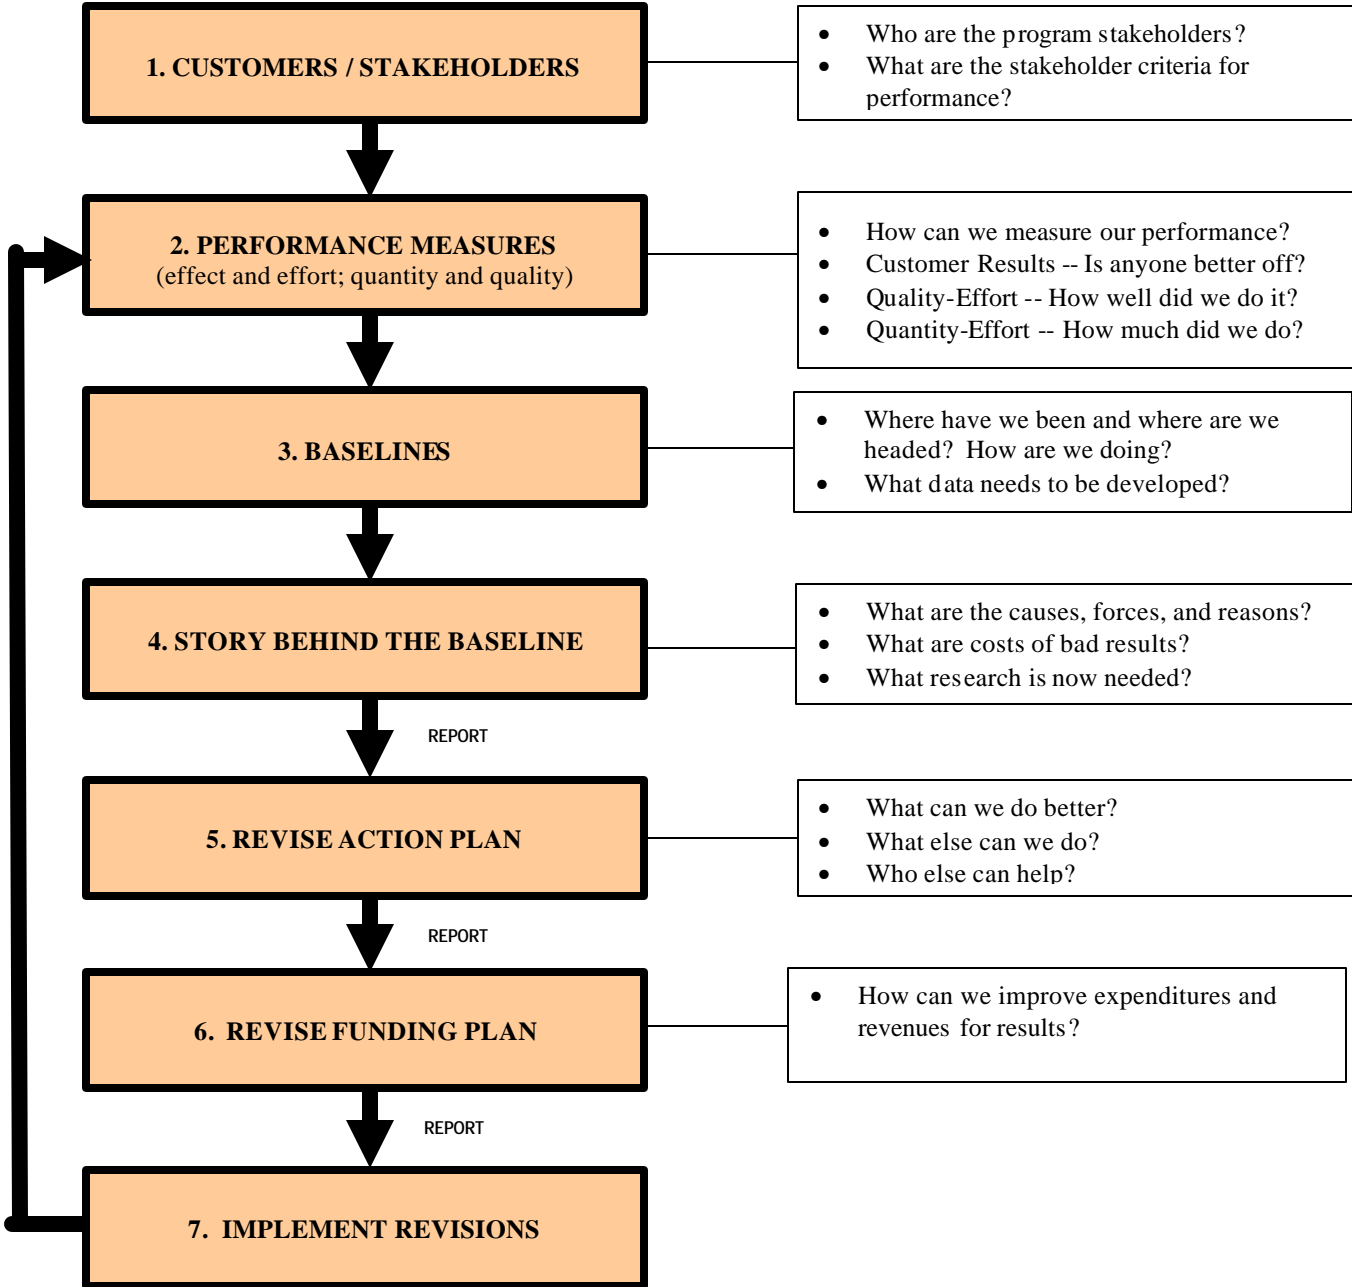 1. CUSTOMERS / STAKEHOLDERS
• Who are the program stakeholders?
• What are the stakeholder criteria for
performance?
2. PERFORMANCE MEASURES
(effect and effort; quantity and quality)
• How can we measure our performance?
• Customer Results -- Is anyone better off?
• Quality-Effort -- How well did we do it?
• Quantity-Effort -- How much did we do?
3. BASELINES
• Where have we been and where are we
headed? How are we doing?
• What data needs to be developed?
4. STORY BEHIND THE BASELINE
• What are the causes, forces, and reasons?
• What are costs of bad results?
• What research is now needed?
REPORT
5. REVISE ACTION PLAN
• What can we do better?
• What else can we do?
• Who else can help?
REPORT
6. REVISE FUNDING PLAN
• How can we improve expenditures and
revenues for results?
REPORT
7. IMPLEMENT REVISIONS